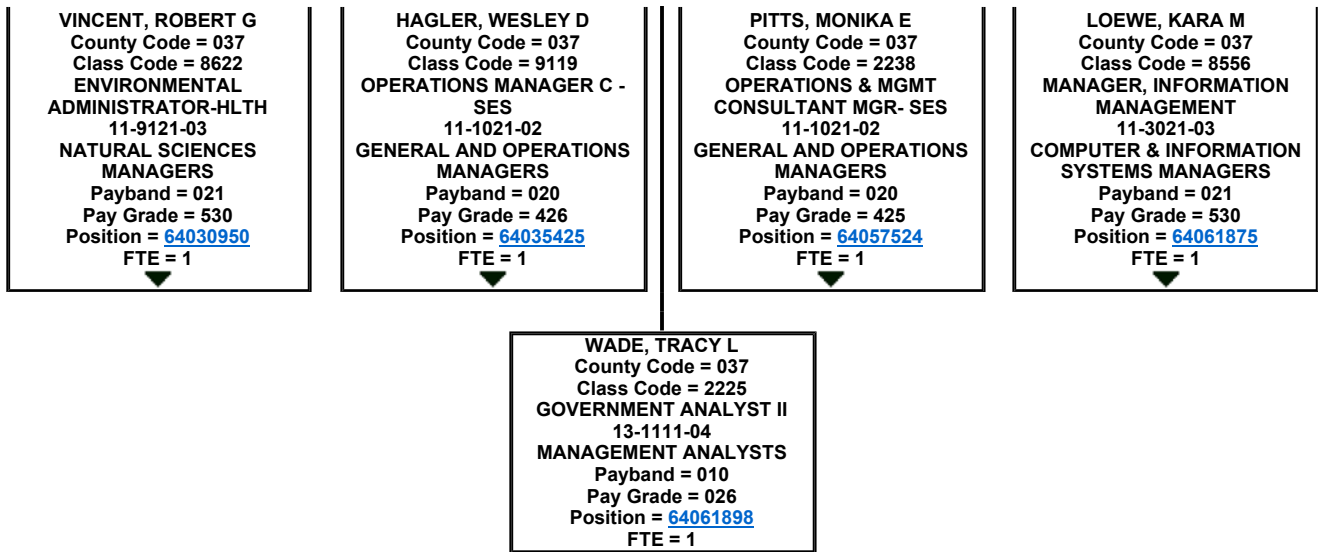 VINCENT, ROBERT G
County Code = 037
Class Code = 8622
ENVIRONMENTAL
ADMINISTRATOR-HLTH
11-9121-03
NATURAL SCIENCES
MANAGERS
Payband = 021
Pay Grade = 530
Position = 64030950
FTE = 1
HAGLER, WESLEY D
County Code = 037
Class Code = 9119
OPERATIONS MANAGER C -
SES
11-1021-02
GENERAL AND OPERATIONS
MANAGERS
Payband = 020
Pay Grade = 426
Position = 64035425
FTE = 1
PITTS, MONIKA E
County Code = 037
Class Code = 2238
OPERATIONS & MGMT
CONSULTANT MGR- SES
11-1021-02
GENERAL AND OPERATIONS
MANAGERS
Payband = 020
Pay Grade = 425
Position = 64057524
FTE = 1
LOEWE, KARA M
County Code = 037
Class Code = 8556
MANAGER, INFORMATION
MANAGEMENT
11-3021-03
COMPUTER & INFORMATION
SYSTEMS MANAGERS
Payband = 021
Pay Grade = 530
Position = 64061875
FTE = 1
WADE, TRACY L
County Code = 037
Class Code = 2225
GOVERNMENT ANALYST II
13-1111-04
MANAGEMENT ANALYSTS
Payband = 010
Pay Grade = 026
Position = 64061898
FTE = 1